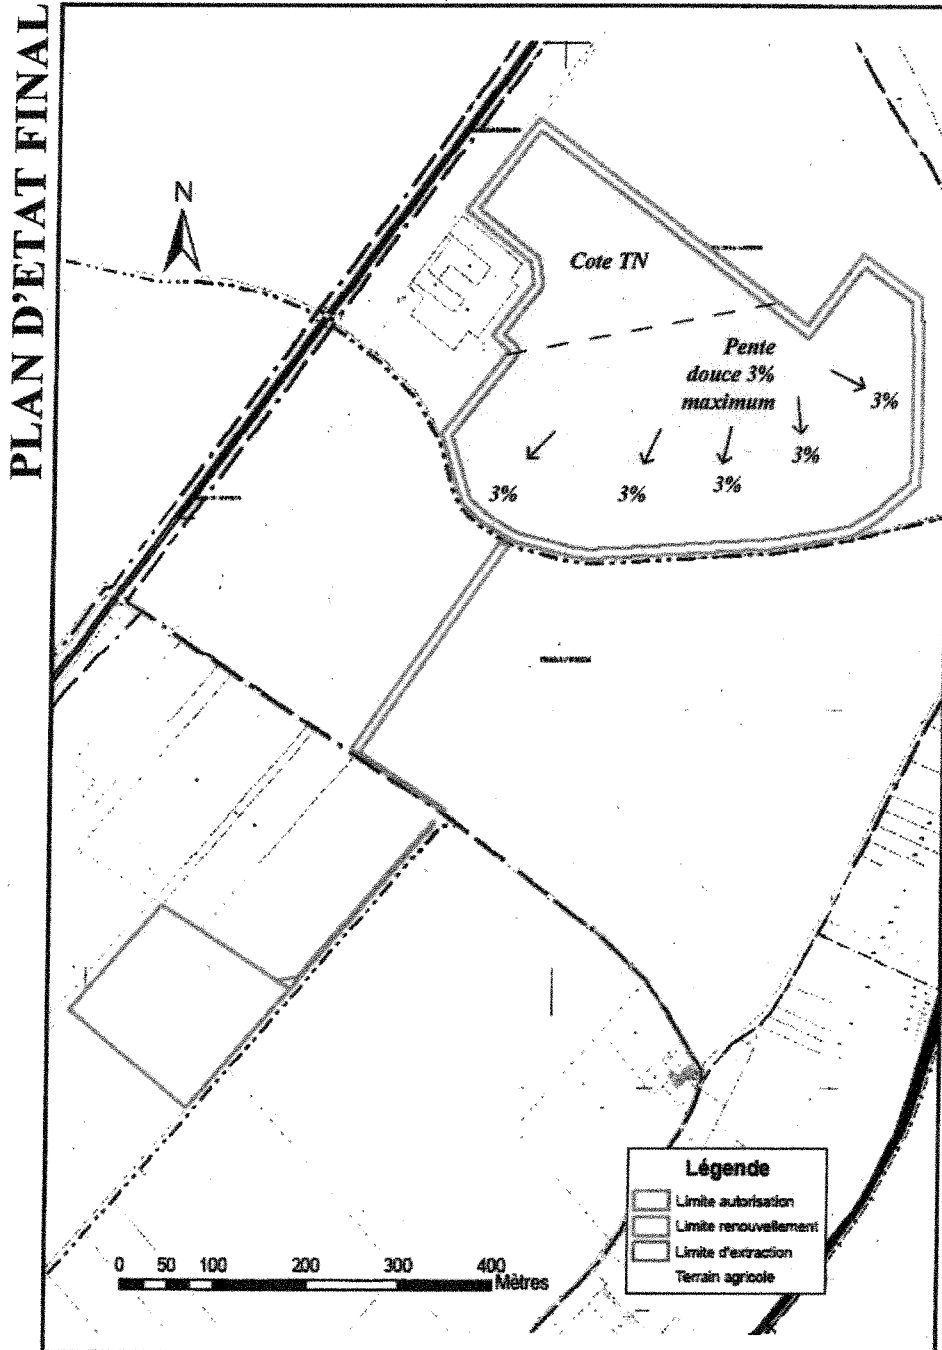 PLAN D'ETAT FINAL
N
Cote TN
Pente
douce 3%
maximum
3%
3%
3%
3%
3%
Légende
Limite autorisation
Limite renouvellement
Limite d'extraction
Terrain agricole
0 50 100 200 300 400
Mètres